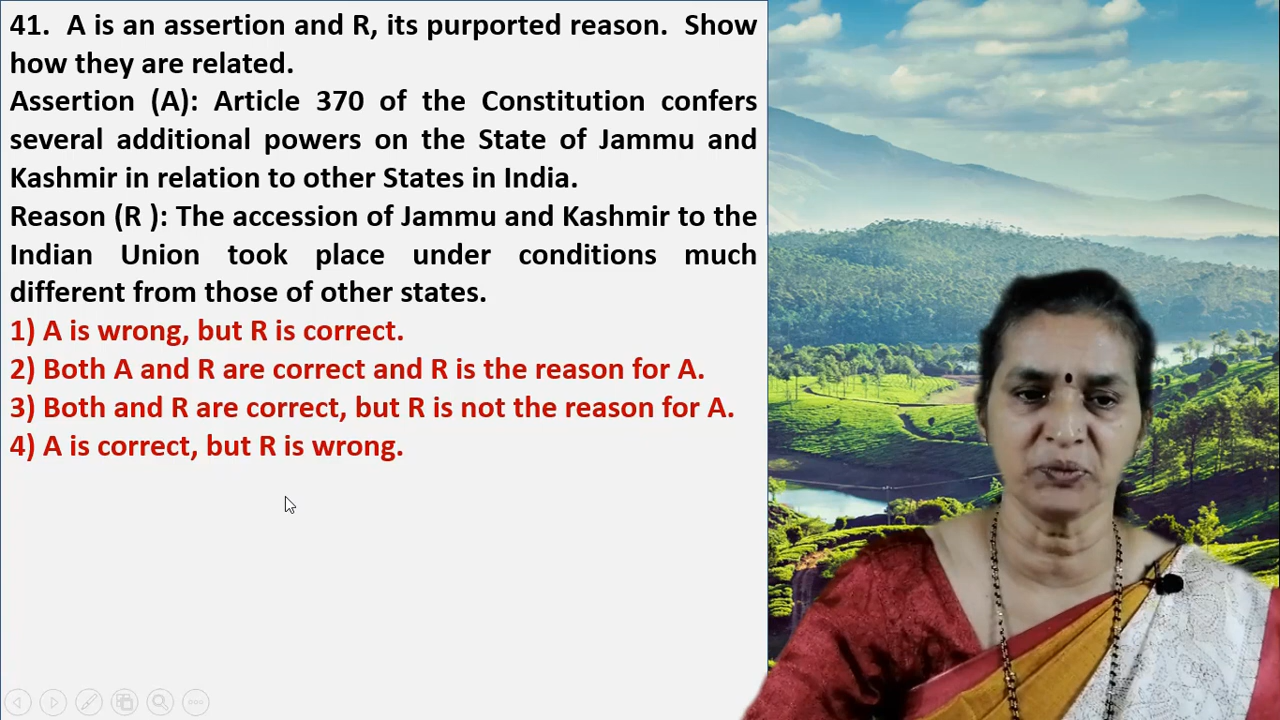 41. A is an assertion and R, its purported reason. Show
how they are related.
Assertion (A): Article 370 of the Constitution confers
several additional powers on the State of Jammu and
Kashmir in relation to other States in India.
Reason (R ): The accession of Jammu and Kashmir to the
Indian Union took place under conditions much
different from those of other states.
1) A is wrong, but R is correct.
2) Both A and R are correct and R is the reason for A.
3) Both and R are correct, but R is not the reason for A.
4) A is correct, but R is wrong.